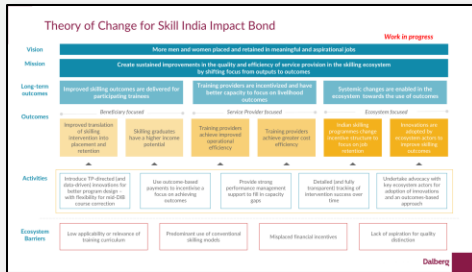 Theory of Change for Skill India Impact Bond
Work in progress
Vision
More men and women placed and retained in meaningful and aspirational jobs
Mission
Create sustained improvements in the quality and efficiency of service provision in the skilling ecosystem
by shifting focus from outputs to outcomes
Long-term
outcomes
Improved skilling outcomes are delivered for
participating trainees
Training providers are incentivized and have
better capacity to focus on livelihood
outcomes
Systemic changes are enabled in the
ecosystem towards the use of outcomes
Outcomes
Beneficiary focused
Service Provider focused
Ecosystem focused
Improved
translation of
skilling
intervention into
placement and
retention
Skilling graduates
have a higher income
potential
Training providers
achieve improved
operational
efficiency
Training providers
achieve greater cost
efficiency
Indian skilling
programmes change
incentive structure to
focus on job retention
Innovations are
adopted by
ecosystem actors to
improve skilling
outcomes
Activities
Introduce TP-directed (and
data-driven) innovations for
better program design –
with flexibility for mid-DIB
course correction
Use outcome-based
payments to incentivise a
focus on achieving
outcomes
Provide strong
performance management
support to fill in capacity
gaps
Detailed (and fully
transparent) tracking of
intervention success over
time
Undertake advocacy with
key ecosystem actors for
adoption of innovations
and an outcomes-based
approach
Ecosystem
Barriers
Low applicability or relevance of
training curriculum
Predominant use of conventional
skilling models
Misplaced financial incentives
Lack of aspiration for quality
distinction
Dalberg